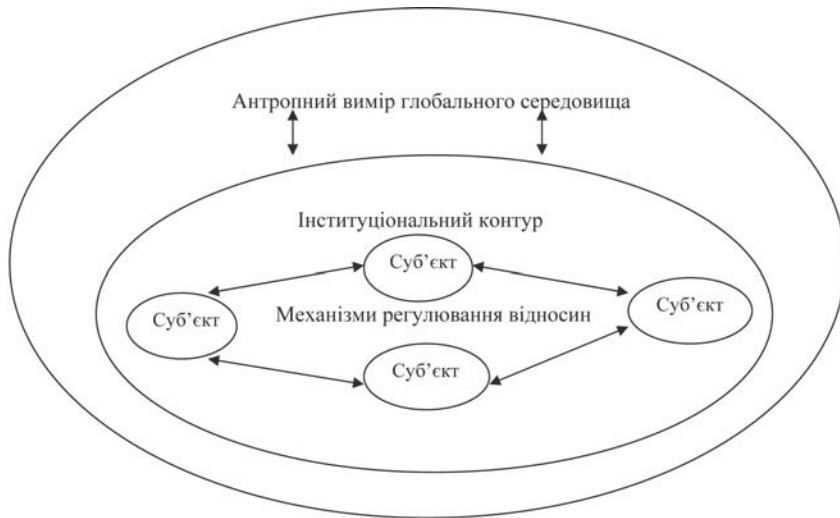 Антропний вимір глобального середовища
Інституціональний контур
Суб’єкт
Суб’єкт
Суб’єкт
Механізми регулювання відносин
Суб’єкт